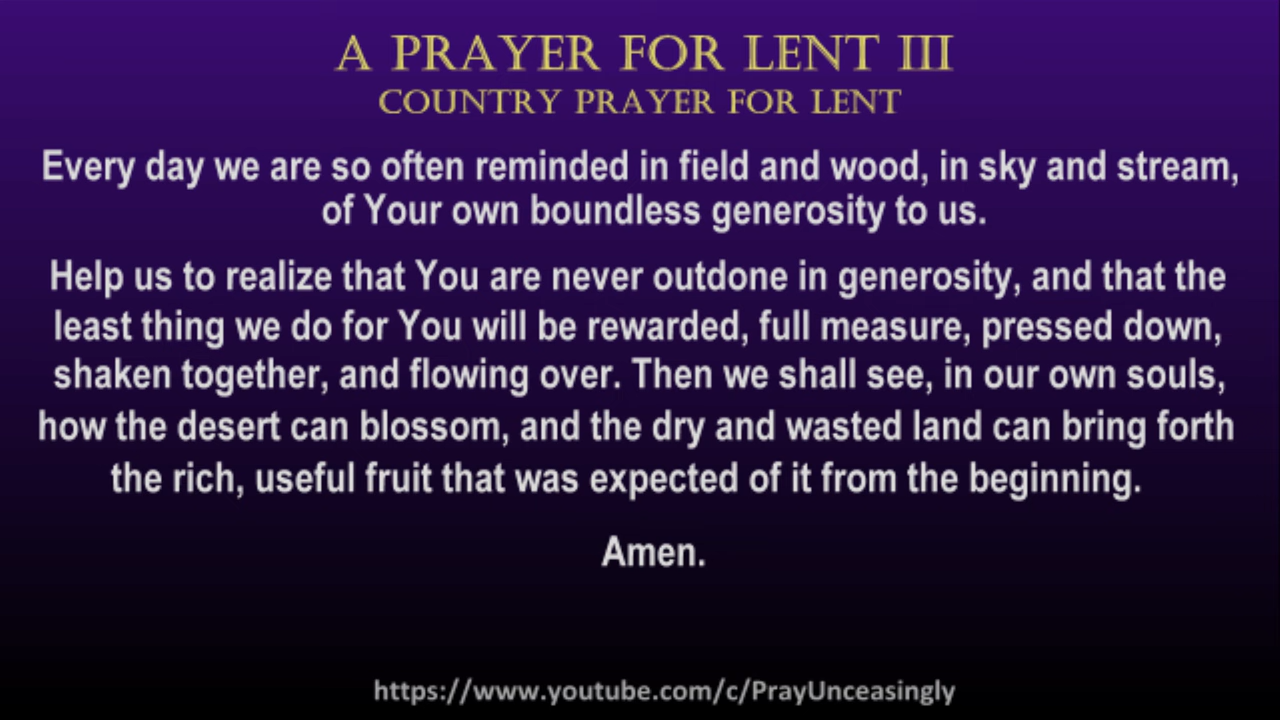 A PRAYER FOR LENT III
COUNTRY PRAYER FOR LENT
Every day we are so often reminded in field and wood, in sky and stream,
of Your own boundless generosity to us.
Help us to realize that You are never outdone in generosity, and that the
least thing we do for You will be rewarded, full measure, pressed down,
shaken together, and flowing over. Then we shall see, in our own souls,
how the desert can blossom, and the dry and wasted land can bring forth
the rich, useful fruit that was expected of it from the beginning.
Amen.
https://www.youtube.com/c/PrayUnceasingly